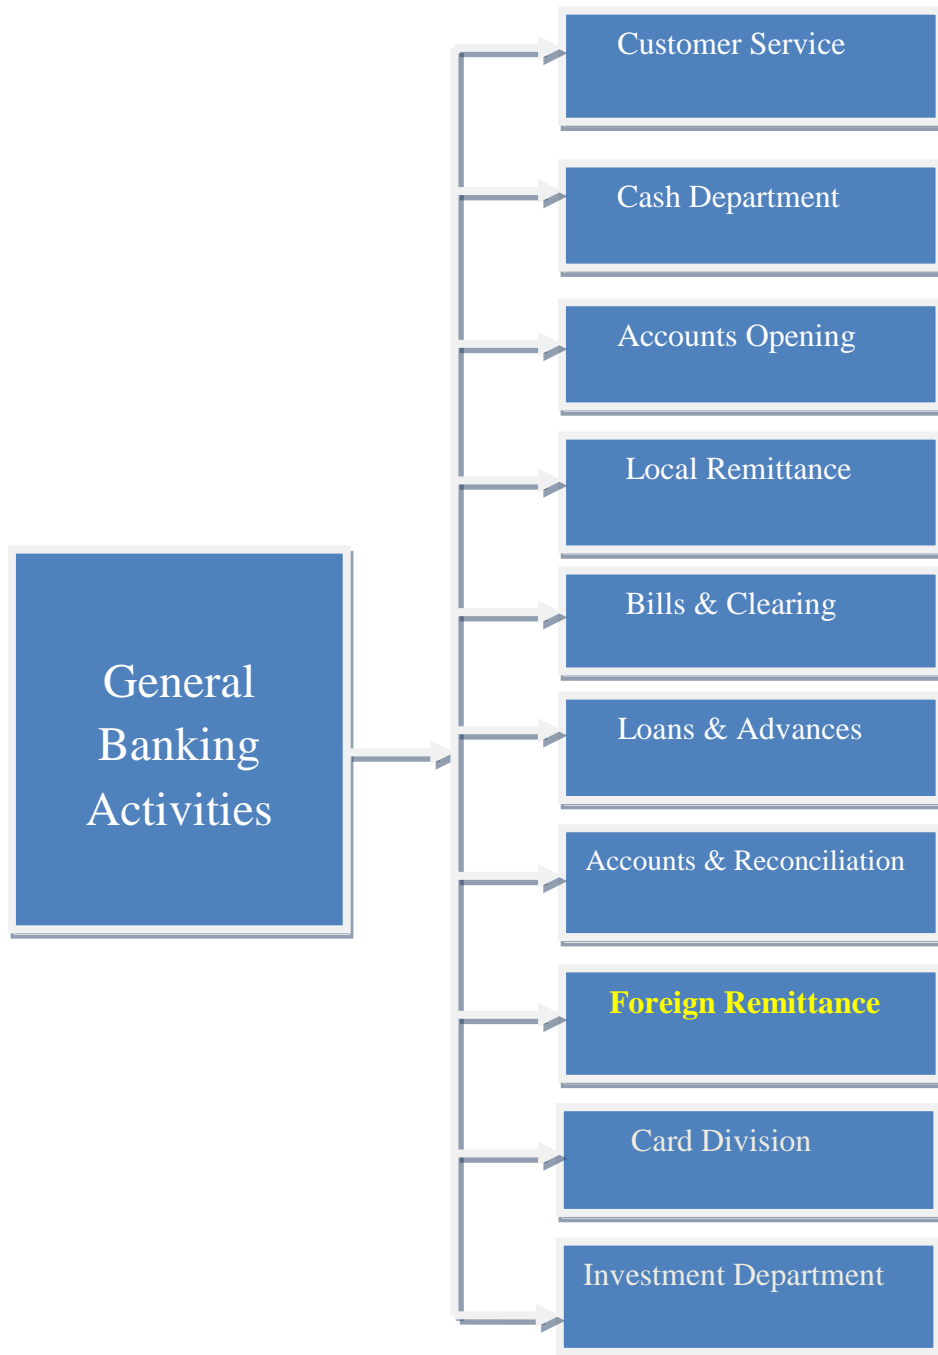 Customer Service
Cash Department
Accounts Opening
Local Remittance
Bills & Clearing
General
Banking
Activities
Loans & Advances
Accounts & Reconciliation
Foreign Remittance
Card Division
Investment Department